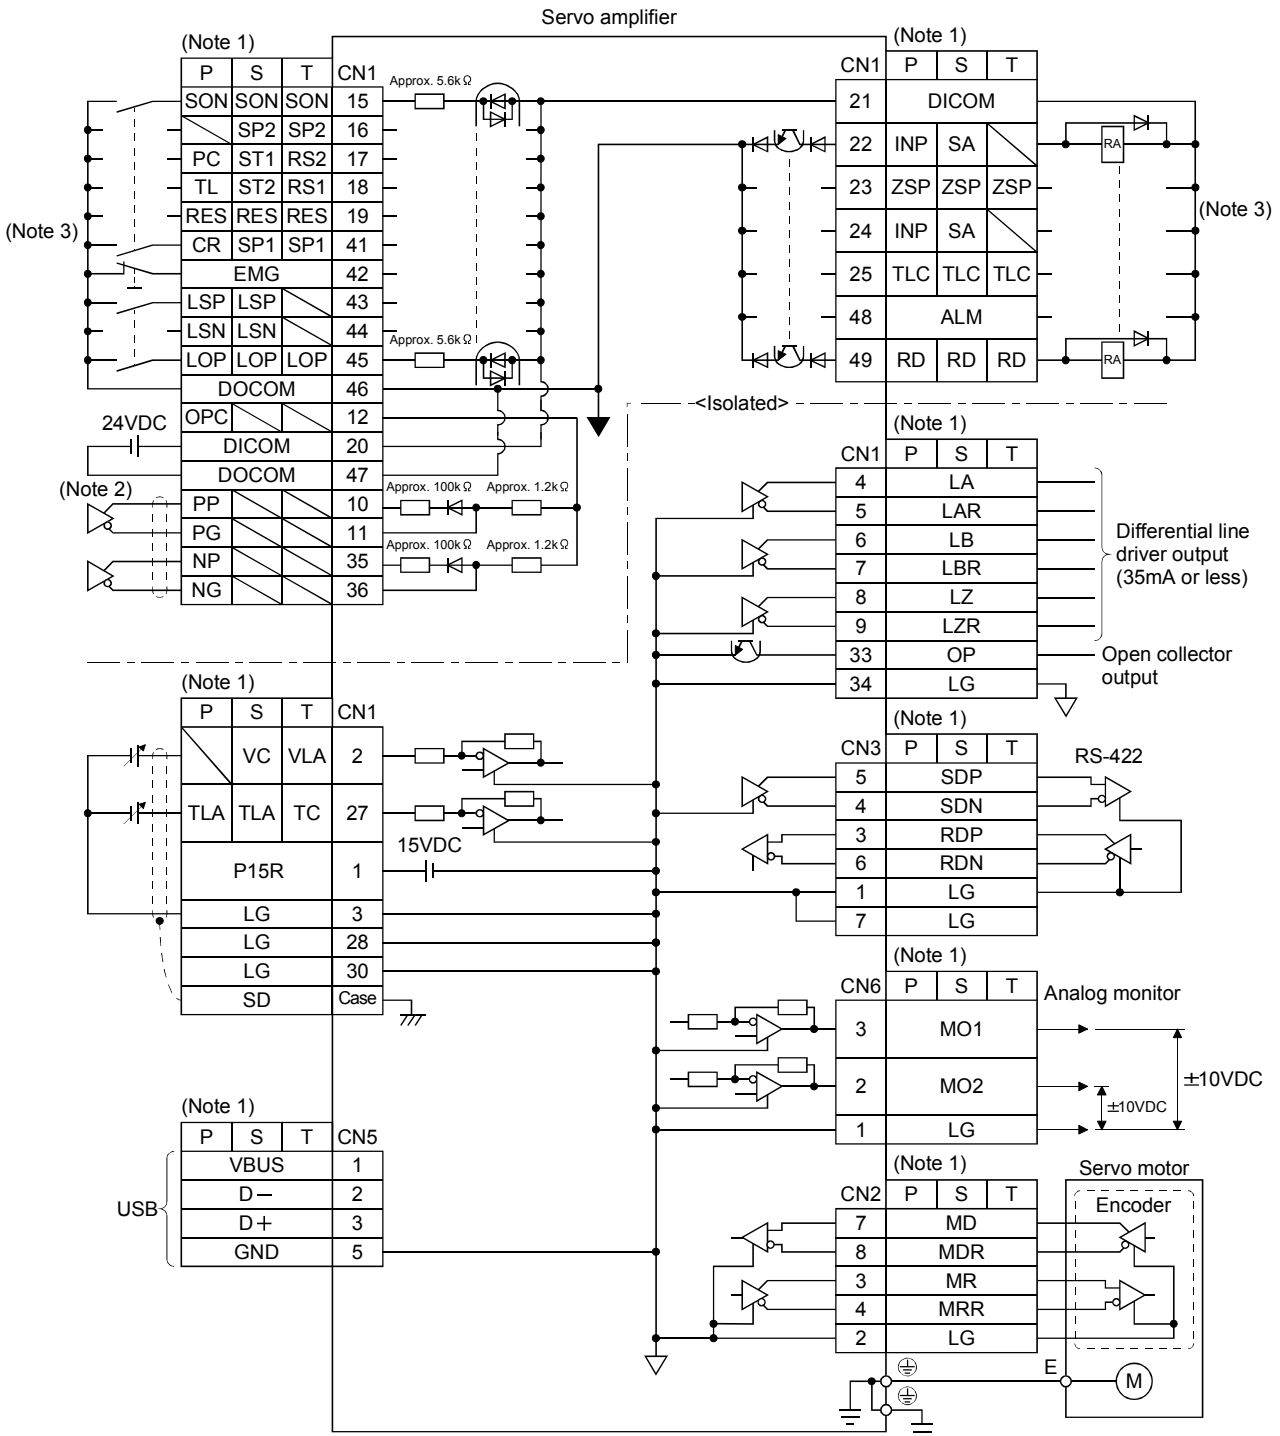 Servo amplifier
(Note 1)
P S T CN1
SON SON SON 15 Approx. 5.6kΩ
SP2 SP2 16
PC ST1 RS2 17
TL ST2 RS1 18
RES RES RES 19
(Note 3)
CR SP1 SP1 41
EMG 42
LSP LSP 43
LSN LSN 44
LOP LOP LOP 45 Approx. 5.6kΩ
DOCOM 46
OPC 12
24VDC
DICOM 20
DOCOM 47
(Note 2)
PP 10 Approx. 100kΩ Approx. 1.2kΩ
PG 11
NP 35 Approx. 100kΩ Approx. 1.2kΩ
NG 36
(Note 1)
CN1 P S T
21 DICOM
22 INP SA RA
23 ZSP ZSP ZSP
(Note 3)
24 INP SA
25 TLC TLC TLC
48 ALM
49 RD RD RD RA
<Isolated>
(Note 1)
CN1 P S T
4 LA
5 LAR
6 LB
7 LBR
8 LZ
9 LZR
Differential line
driver output
(35mA or less)
33 OP Open collector
output
34 LG
(Note 1)
P S T CN1
VC VLA 2
TLA TLA TC 27
15VDC
P15R 1
LG 3
LG 28
LG 30
SD Case
(Note 1)
CN3 P S T
RS-422
5 SDP
4 SDN
3 RDP
6 RDN
1 LG
7 LG
(Note 1)
CN6 P S T
Analog monitor
3 MO1
2 MO2
±10VDC
±10VDC
1 LG
(Note 1)
P S T CN5
VBUS 1
D− 2
USB
D+ 3
GND 5
(Note 1)
CN2 P S T
Servo motor
Encoder
7 MD
8 MDR
3 MR
4 MRR
2 LG
E
M